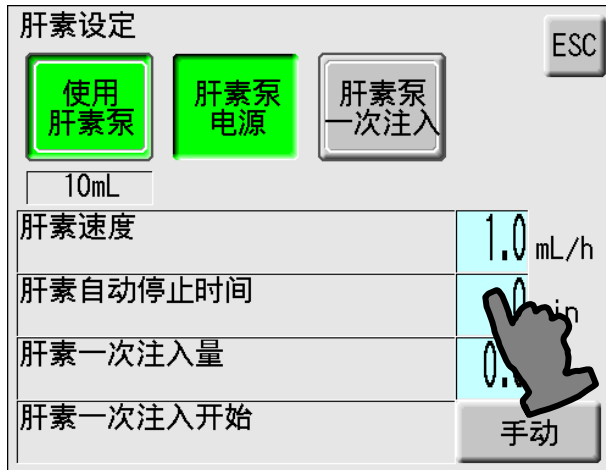 肝素设定
ESC
使用
肝素泵
肝素泵
电源
肝素泵
一次注入
10mL
肝素速度
1.0 mL/h
肝素自动停止时间
肝素一次注入量
肝素一次注入开始
手动